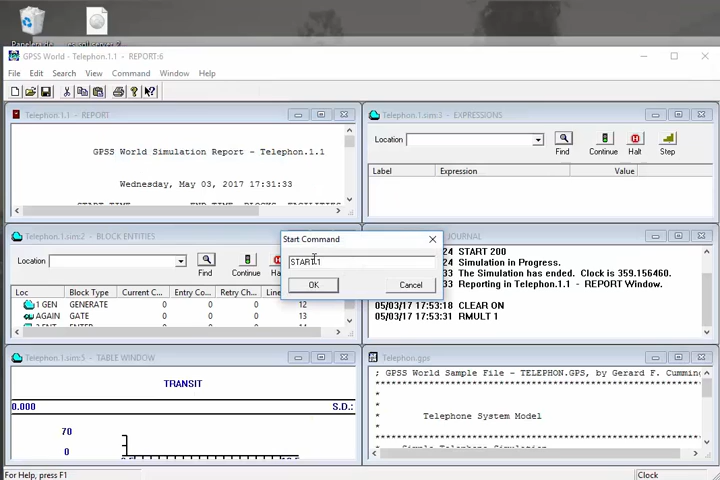 GPSS World - Telephon.1.1 - REPORT:6
File Edit Search View Command Window Help
Telephon.1.1 - REPORT
GPSS World Simulation Report - Telephon.1.1
Wednesday, May 03, 2017 17:31:33
Telephon.1.sim:3 - EXPRESSIONS
Location
Find
Continue
Halt
Step
Label Expression Value
Telephon.1.sim:2 - BLOCK ENTITIES
Location
Find
Continue
Loc Block Type Current C... Entry Co... Retry Ch... Line
1 GEN GENERATE 12
AGAIN GATE 13
Start Command
START 1
OK
Cancel
JOURNAL
24 START 200
24 Simulation in Progress.
33 The Simulation has ended. Clock is 359.156460.
33 Reporting in Telephon.1.1 - REPORT Window.
05/03/17 17:53:18 CLEAR ON
05/03/17 17:53:31 RMULT 1
Telephon.1.sim:5 - TABLE WINDOW
TRANSIT
0.000 S.D.:
70
0
Telephon.gps
; GPSS World Sample File - TELEPHON.GPS, by Gerard F. Cummin
Telephone System Model
For Help, press F1
Clock